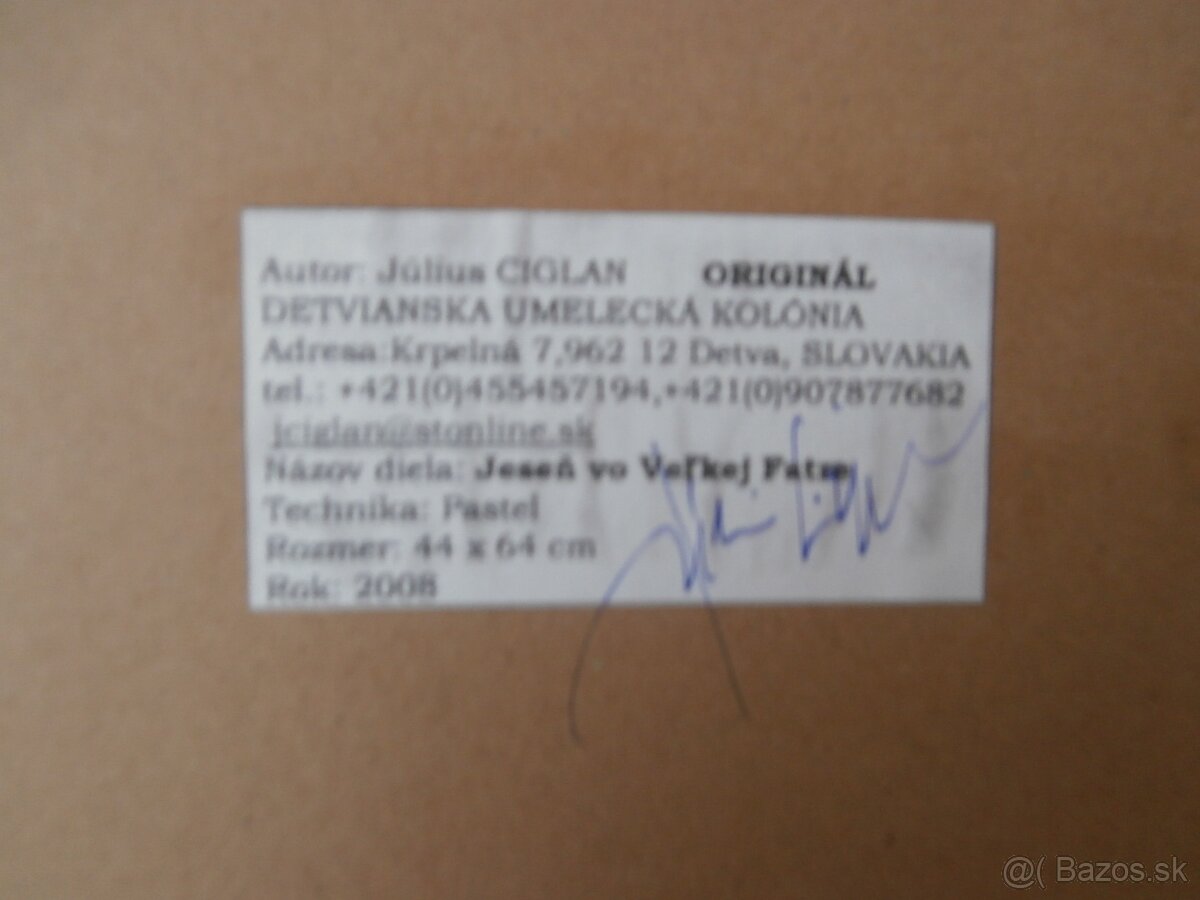 Autor: Július CIGLAN ORIGINÁL
DETVIANSKA UMELECKÁ KOLÓNIA
Adresa:Krpelná 7,962 12 Detva, SLOVAKIA
tel.: +421(0)455457194,+421(0)907877682
jciglan@stonline.sk
Názov diela: Jeseň vo Veľkej Fatre
Technika: Pastel
Rozmer: 44 x 64 cm
Rok: 2008
@( Bazos.sk